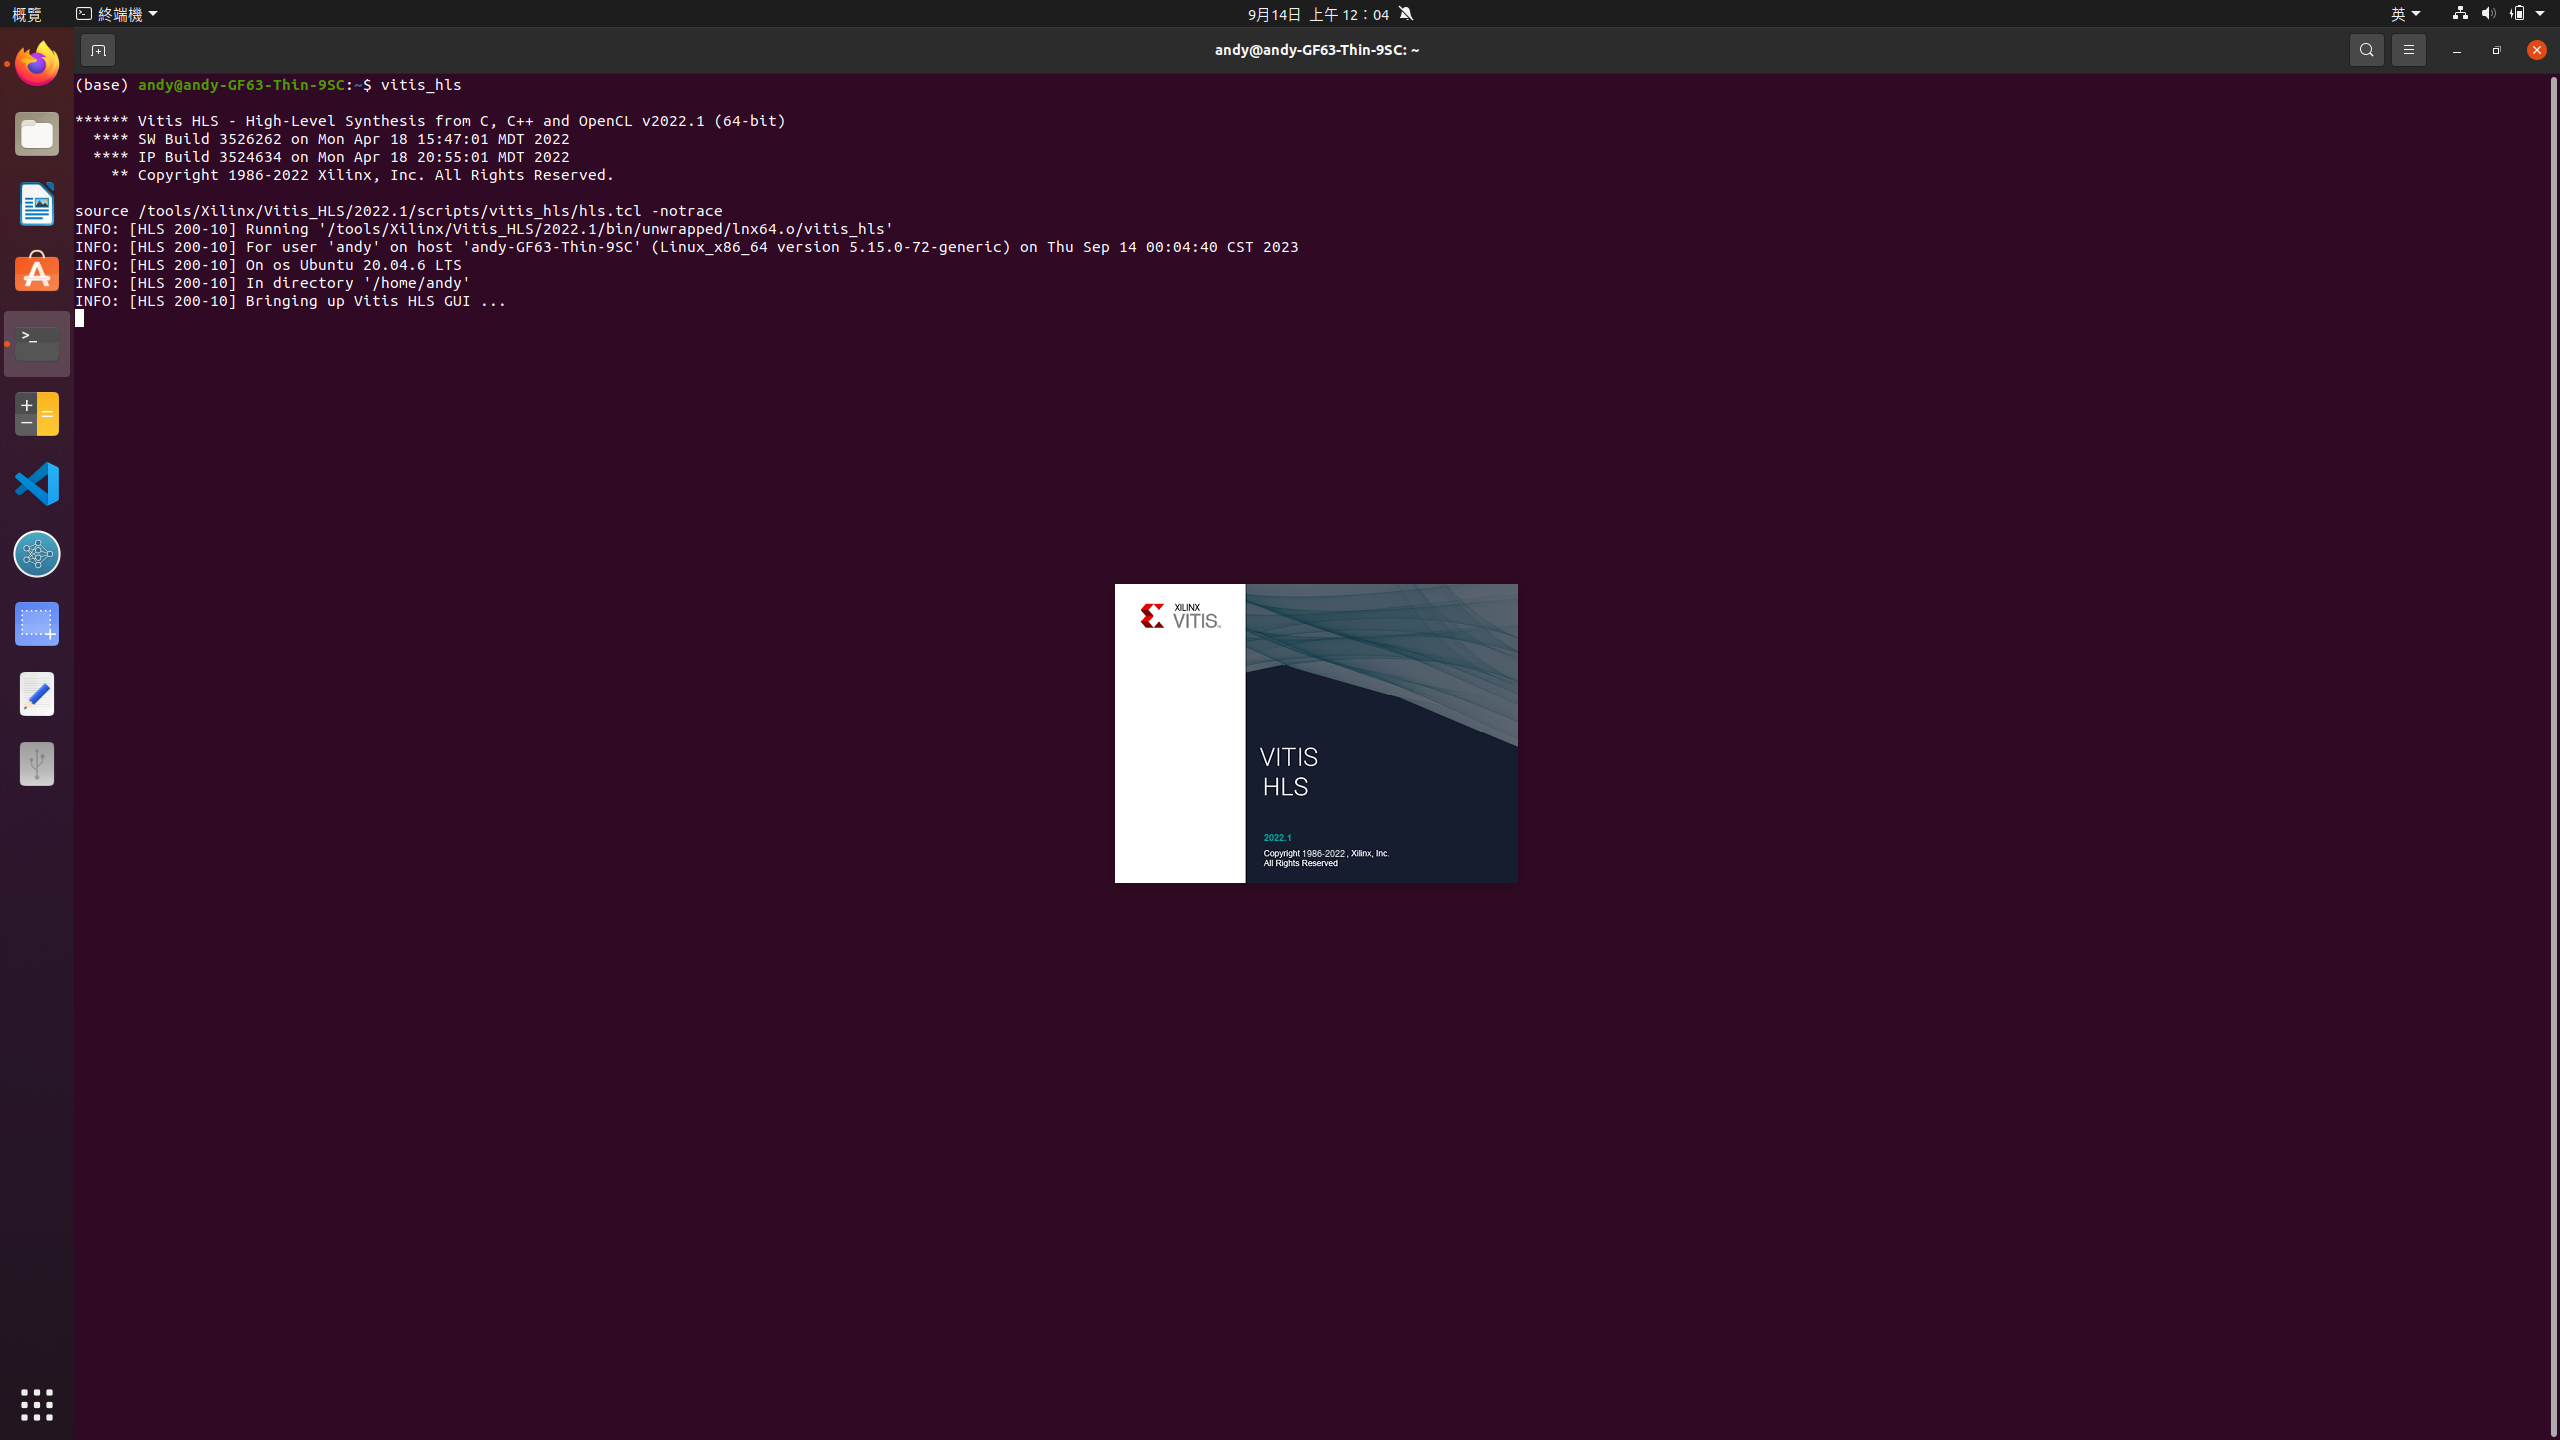 概覽
終端機
9月14日 上午 12：04
英
andy@andy-GF63-Thin-9SC: ~
(base) andy@andy-GF63-Thin-9SC:~$ vitis_hls
****** Vitis HLS - High-Level Synthesis from C, C++ and OpenCL v2022.1 (64-bit)
**** SW Build 3526262 on Mon Apr 18 15:47:01 MDT 2022
**** IP Build 3524634 on Mon Apr 18 20:55:01 MDT 2022
** Copyright 1986-2022 Xilinx, Inc. All Rights Reserved.
source /tools/Xilinx/Vitis_HLS/2022.1/scripts/vitis_hls/hls.tcl -notrace
INFO: [HLS 200-10] Running '/tools/Xilinx/Vitis_HLS/2022.1/bin/unwrapped/lnx64.o/vitis_hls'
INFO: [HLS 200-10] For user 'andy' on host 'andy-GF63-Thin-9SC' (Linux_x86_64 version 5.15.0-72-generic) on Thu Sep 14 00:04:40 CST 2023
INFO: [HLS 200-10] On os Ubuntu 20.04.6 LTS
INFO: [HLS 200-10] In directory '/home/andy'
INFO: [HLS 200-10] Bringing up Vitis HLS GUI ...
XILINX
VITIS
VITIS
HLS
2022.1
Copyright 1986-2022 , Xilinx, Inc.
All Rights Reserved